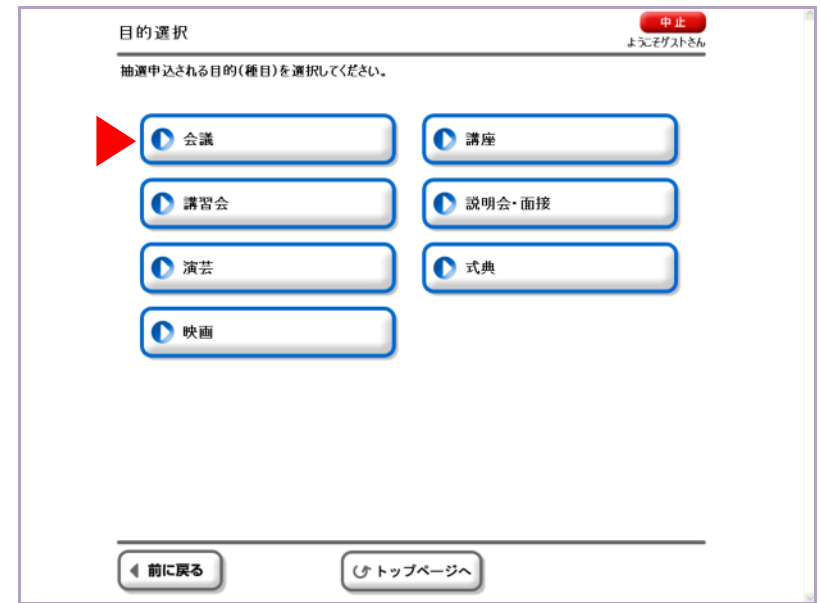 目的選択
中止
ようこそゲストさん
抽選申込される目的(種目)を選択してください。
会議
講座
講習会
説明会・面接
演芸
式典
映画
前に戻る
トップページへ